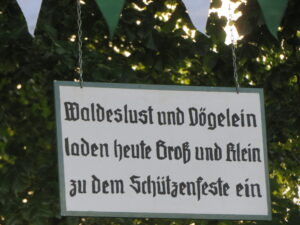 Waldeslust und Vögelein
laden heute Groß und Klein
zu dem Schützenfeste ein